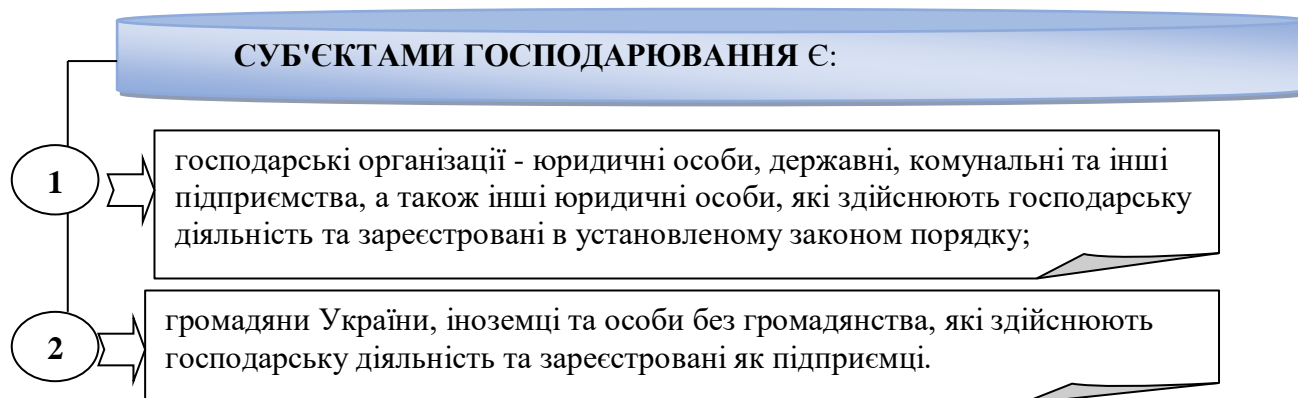 СУБ'ЄКТАМИ ГОСПОДАРЮВАННЯ Є:
1
господарські організації - юридичні особи, державні, комунальні та інші
підприємства, а також інші юридичні особи, які здійснюють господарську
діяльність та зареєстровані в установленому законом порядку;
2
громадяни України, іноземці та особи без громадянства, які здійснюють
господарську діяльність та зареєстровані як підприємці.